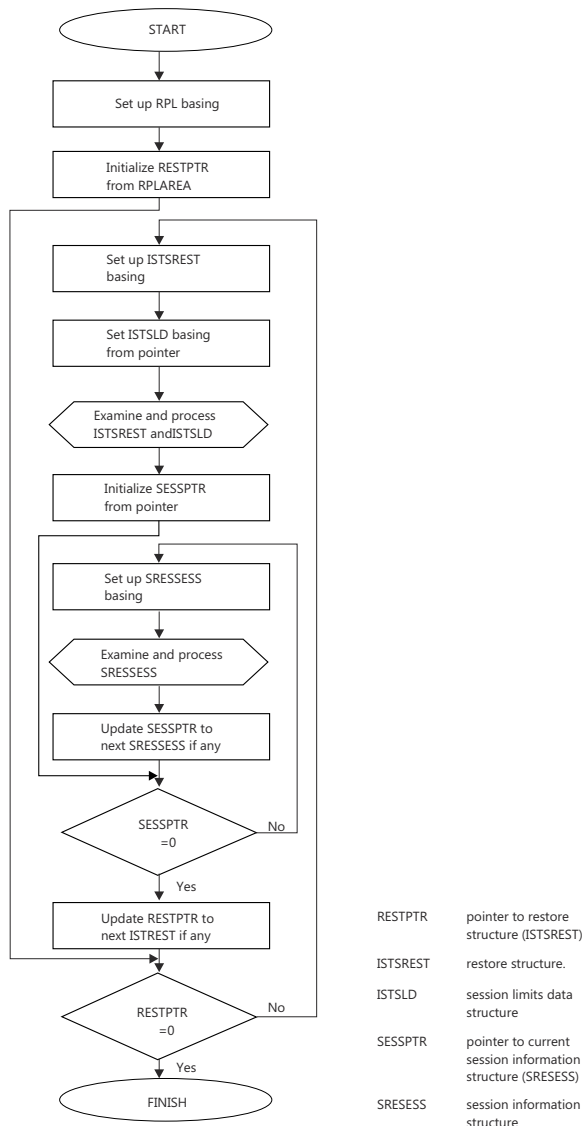 START
Set up RPL basing
Initialize RESTPTR
from RPLAREA
Set up ISTSREST
basing
Set ISTSLD basing
from pointer
Examine and process
ISTSREST andISTSLD
Initialize SESSPTR
from pointer
Set up SRESSESS
basing
Examine and process
SRESSESS
Update SESSPTR to
next SRESSESS if any
SESSPTR
=0
No
Yes
Update RESTPTR to
next ISTREST if any
RESTPTR
=0
No
Yes
FINISH
RESTPTR pointer to restore
structure (ISTSREST)
ISTSREST restore structure.
ISTSLD session limits data
structure
SESSPTR pointer to current
session information
structure (SRESESS)
SRESESS session information
structure